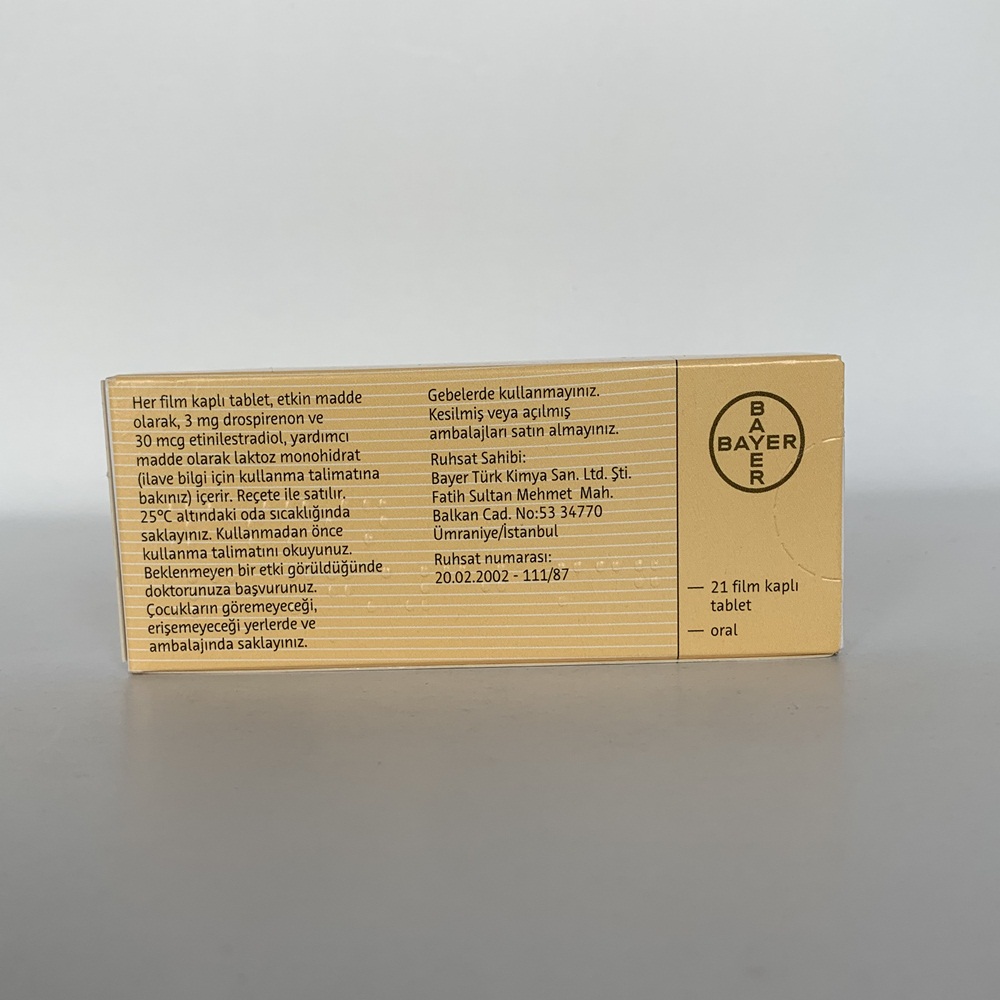 Her film kaplı tablet, etkin madde
olarak, 3 mg drospirenon ve
30 mcg etinilestradiol, yardımcı
madde olarak laktoz monohidrat
(ilave bilgi için kullanma talimatına
bakınız) içerir. Reçete ile satılır.
25°C altındaki oda sıcaklığında
saklayınız. Kullanmadan önce
kullanma talimatını okuyunuz.
Beklenmeyen bir etki görüldüğünde
doktorunuza başvurunuz.
Çocukların göremeyeceği,
erişemeyeceği yerlerde ve
ambalajında saklayınız.
Gebelerde kullanmayınız.
Kesilmiş veya açılmış
ambalajları satın almayınız.
Ruhsat Sahibi:
Bayer Türk Kimya San. Ltd. Şti.
Fatih Sultan Mehmet Mah.
Balkan Cad. No:53 34770
Ümraniye/İstanbul
Ruhsat numarası:
20.02.2002 - 111/87
BAYER
BAYER
— 21 film kaplı
tablet
— oral